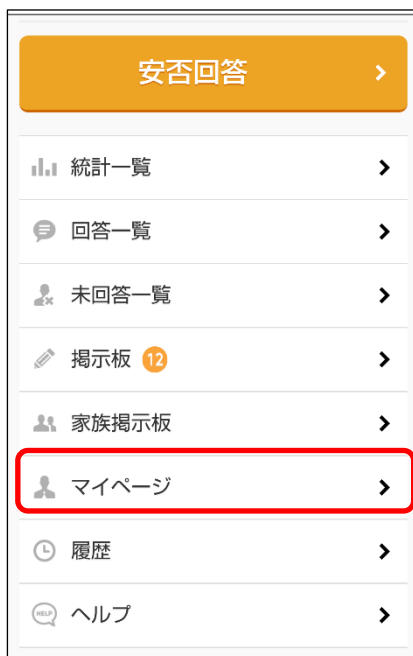 安否回答
統計一覧
回答一覧
未回答一覧
掲示板 12
家族掲示板
マイページ
履歴
HELP ヘルプ